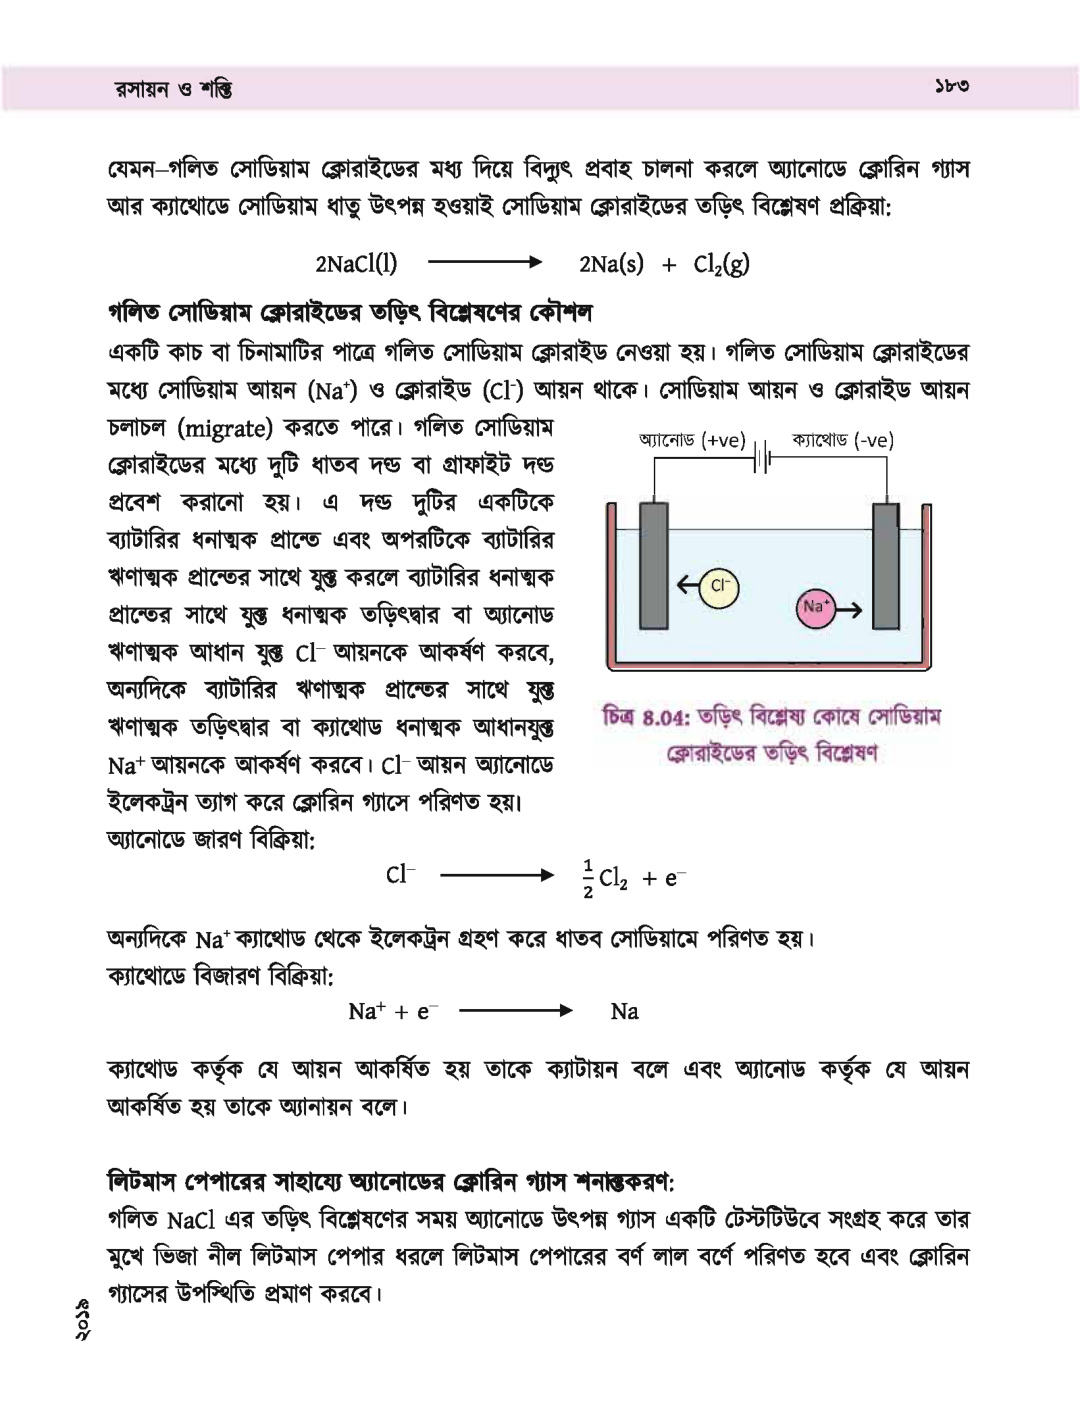 রসায়ন ও শক্তি
১৮৩
যেমন–গলিত সোডিয়াম ক্লোরাইডের মধ্য দিয়ে বিদ্যুৎ প্রবাহ চালনা করলে অ্যানোডে ক্লোরিন গ্যাস
আর ক্যাথোডে সোডিয়াম ধাতু উৎপন্ন হওয়াই সোডিয়াম ক্লোরাইডের তড়িৎ বিশ্লেষণ প্রক্রিয়া:
2NaCl(l) ⟶ 2Na(s) + Cl₂(g)
গলিত সোডিয়াম ক্লোরাইডের তড়িৎ বিশ্লেষণের কৌশল
একটি কাচ বা চিনামাটির পাত্রে গলিত সোডিয়াম ক্লোরাইড নেওয়া হয়। গলিত সোডিয়াম ক্লোরাইডের
মধ্যে সোডিয়াম আয়ন (Na⁺) ও ক্লোরাইড (Cl⁻) আয়ন থাকে। সোডিয়াম আয়ন ও ক্লোরাইড আয়ন
চলাচল (migrate) করতে পারে। গলিত সোডিয়াম
ক্লোরাইডের মধ্যে দুটি ধাতব দণ্ড বা গ্রাফাইট দণ্ড
প্রবেশ করানো হয়। এ দণ্ড দুটির একটিকে
ব্যাটারির ধনাত্মক প্রান্তে এবং অপরটিকে ব্যাটারির
ঋণাত্মক প্রান্তের সাথে যুক্ত করলে ব্যাটারির ধনাত্মক
প্রান্তের সাথে যুক্ত ধনাত্মক তড়িৎদ্বার বা অ্যানোড
ঋণাত্মক আধান যুক্ত Cl⁻ আয়নকে আকর্ষণ করবে,
অন্যদিকে ব্যাটারির ঋণাত্মক প্রান্তের সাথে যুক্ত
ঋণাত্মক তড়িৎদ্বার বা ক্যাথোড ধনাত্মক আধানযুক্ত
Na⁺ আয়নকে আকর্ষণ করবে। Cl⁻ আয়ন অ্যানোডে
ইলেকট্রন ত্যাগ করে ক্লোরিন গ্যাসে পরিণত হয়।
অ্যানোড (+ve) ক্যাথোড (-ve)
Cl⁻
Na⁺
চিত্র 8.04: তড়িৎ বিশ্লেষ্য কোষে সোডিয়াম
ক্লোরাইডের তড়িৎ বিশ্লেষণ
অ্যানোডে জারণ বিক্রিয়া:
Cl⁻ ⟶ ½ Cl₂ + e⁻
অন্যদিকে Na⁺ ক্যাথোড থেকে ইলেকট্রন গ্রহণ করে ধাতব সোডিয়ামে পরিণত হয়।
ক্যাথোডে বিজারণ বিক্রিয়া:
Na⁺ + e⁻ ⟶ Na
ক্যাথোড কর্তৃক যে আয়ন আকর্ষিত হয় তাকে ক্যাটায়ন বলে এবং অ্যানোড কর্তৃক যে আয়ন
আকর্ষিত হয় তাকে অ্যানায়ন বলে।
লিটমাস পেপারের সাহায্যে অ্যানোডের ক্লোরিন গ্যাস শনাক্তকরণ:
গলিত NaCl এর তড়িৎ বিশ্লেষণের সময় অ্যানোডে উৎপন্ন গ্যাস একটি টেস্টটিউবে সংগ্রহ করে তার
মুখে ভিজা নীল লিটমাস পেপার ধরলে লিটমাস পেপারের বর্ণ লাল বর্ণে পরিণত হবে এবং ক্লোরিন
গ্যাসের উপস্থিতি প্রমাণ করবে।
২০১৯